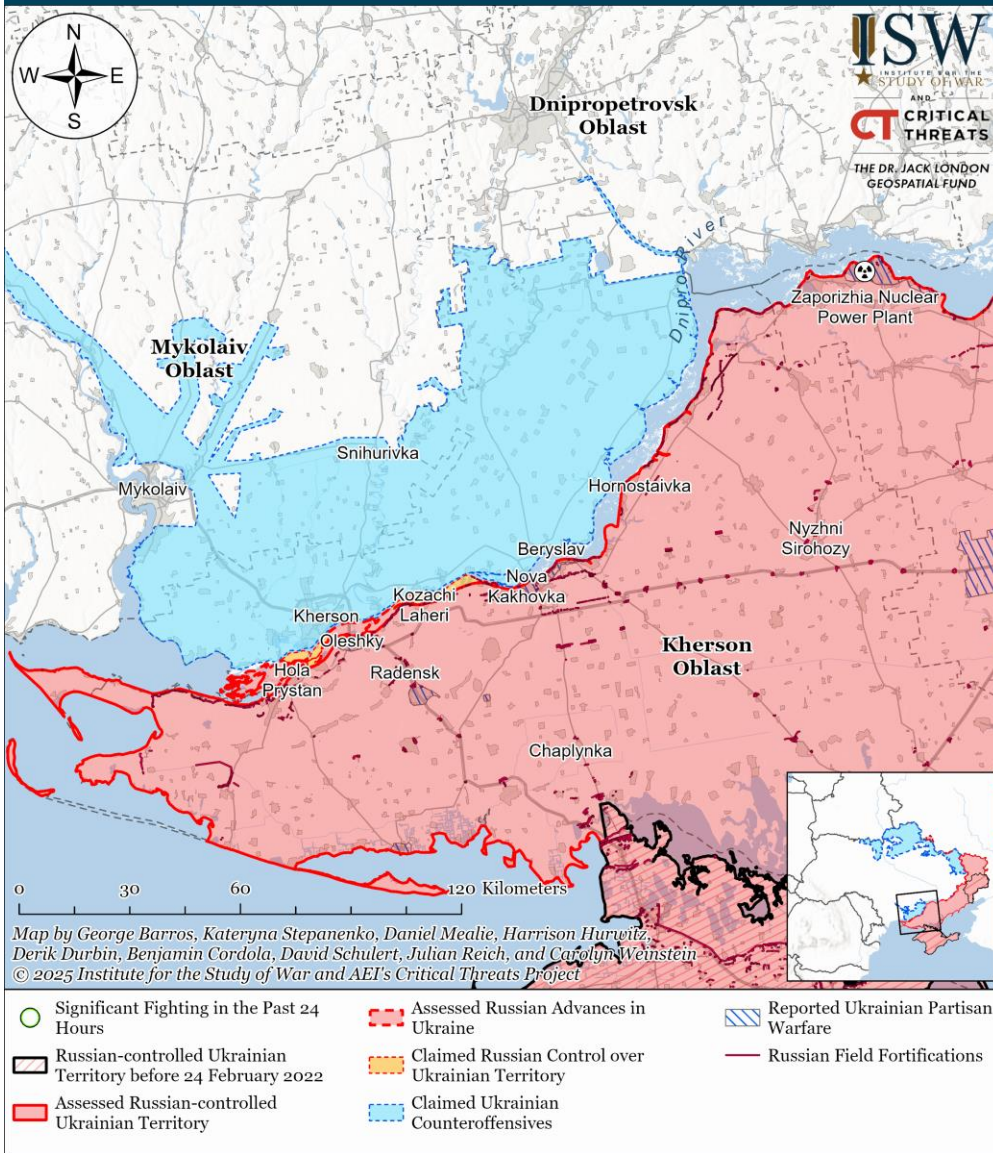 N
W E
S
ISW
INSTITUTE FOR THE
STUDY OF WAR
AND
CT CRITICAL
THREATS
THE DR. JACK LONDON
GEOSPATIAL FUND
Dnipropetrovsk
Oblast
Dnipro River
Zaporizhia Nuclear
Power Plant
Mykolaiv
Oblast
Snihurivka
Mykolaiv
Hornostaivka
Nyzhni
Sirohozy
Beryslav
Nova
Kakhovka
Kozachi
Laheri
Kherson
Oleshky
Kherson
Oblast
Hola
Prystan
Radensk
Chaplynka
0 30 60 120 Kilometers
Map by George Barros, Kateryna Stepanenko, Daniel Mealie, Harrison Hurwitz,
Derik Durbin, Benjamin Cordola, David Schulert, Julian Reich, and Carolyn Weinstein
© 2025 Institute for the Study of War and AEI's Critical Threats Project
Significant Fighting in the Past 24
Hours
Russian-controlled Ukrainian
Territory before 24 February 2022
Assessed Russian-controlled
Ukrainian Territory
Assessed Russian Advances in
Ukraine
Claimed Russian Control over
Ukrainian Territory
Claimed Ukrainian
Counteroffensives
Reported Ukrainian Partisan
Warfare
Russian Field Fortifications